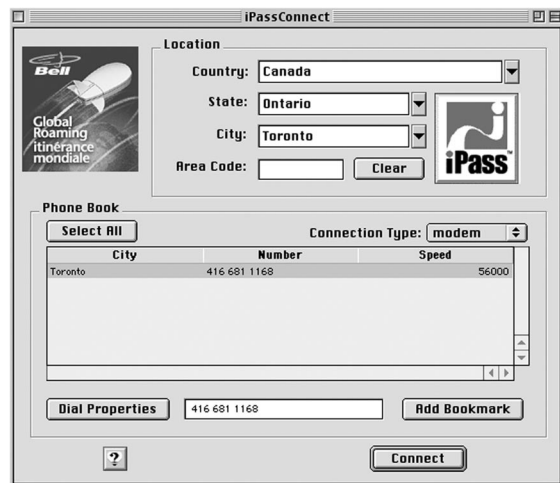 iPassConnect
Bell
Global
Roaming
itinérance
mondiale
Location
Country: Canada
State: Ontario
City: Toronto
Area Code: Clear
iPass™
Phone Book
Select All
Connection Type: modem
City Number Speed
Toronto 416 681 1168 56000
Dial Properties 416 681 1168 Add Bookmark
? Connect